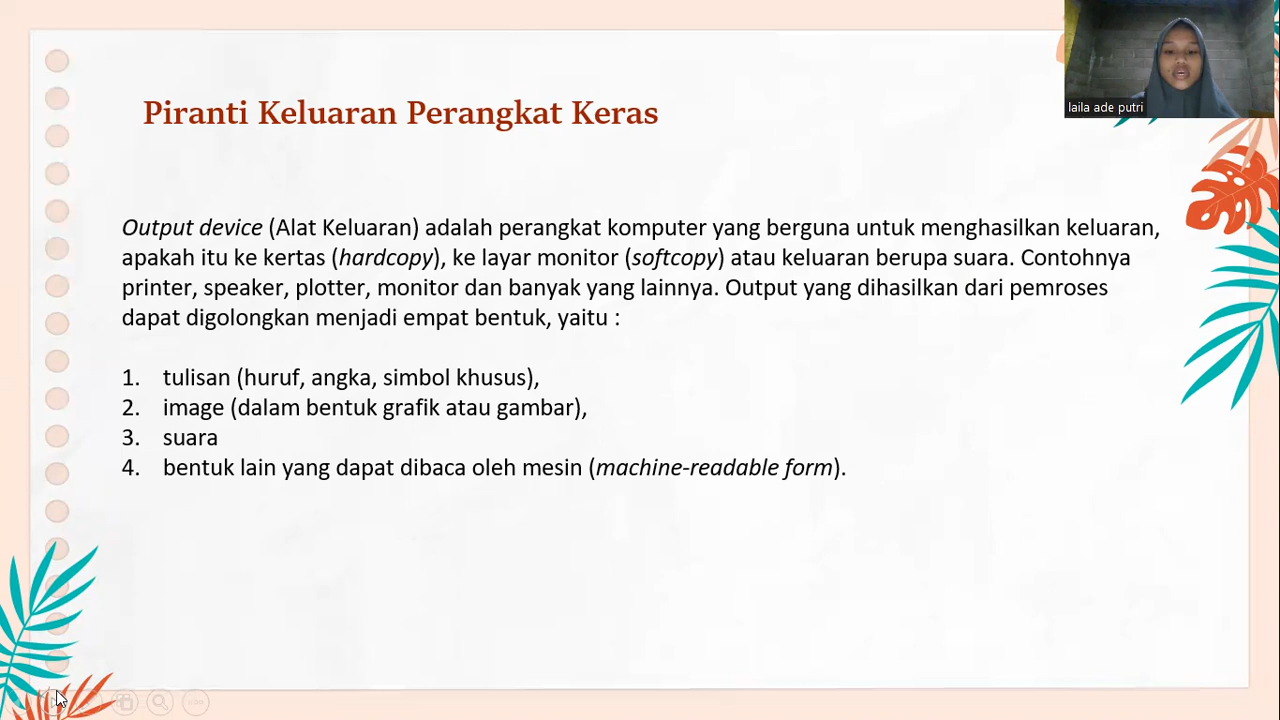 Piranti Keluaran Perangkat Keras
laila ade putri
Output device (Alat Keluaran) adalah perangkat komputer yang berguna untuk menghasilkan keluaran,
apakah itu ke kertas (hardcopy), ke layar monitor (softcopy) atau keluaran berupa suara. Contohnya
printer, speaker, plotter, monitor dan banyak yang lainnya. Output yang dihasilkan dari pemroses
dapat digolongkan menjadi empat bentuk, yaitu :
1. tulisan (huruf, angka, simbol khusus),
2. image (dalam bentuk grafik atau gambar),
3. suara
4. bentuk lain yang dapat dibaca oleh mesin (machine-readable form).